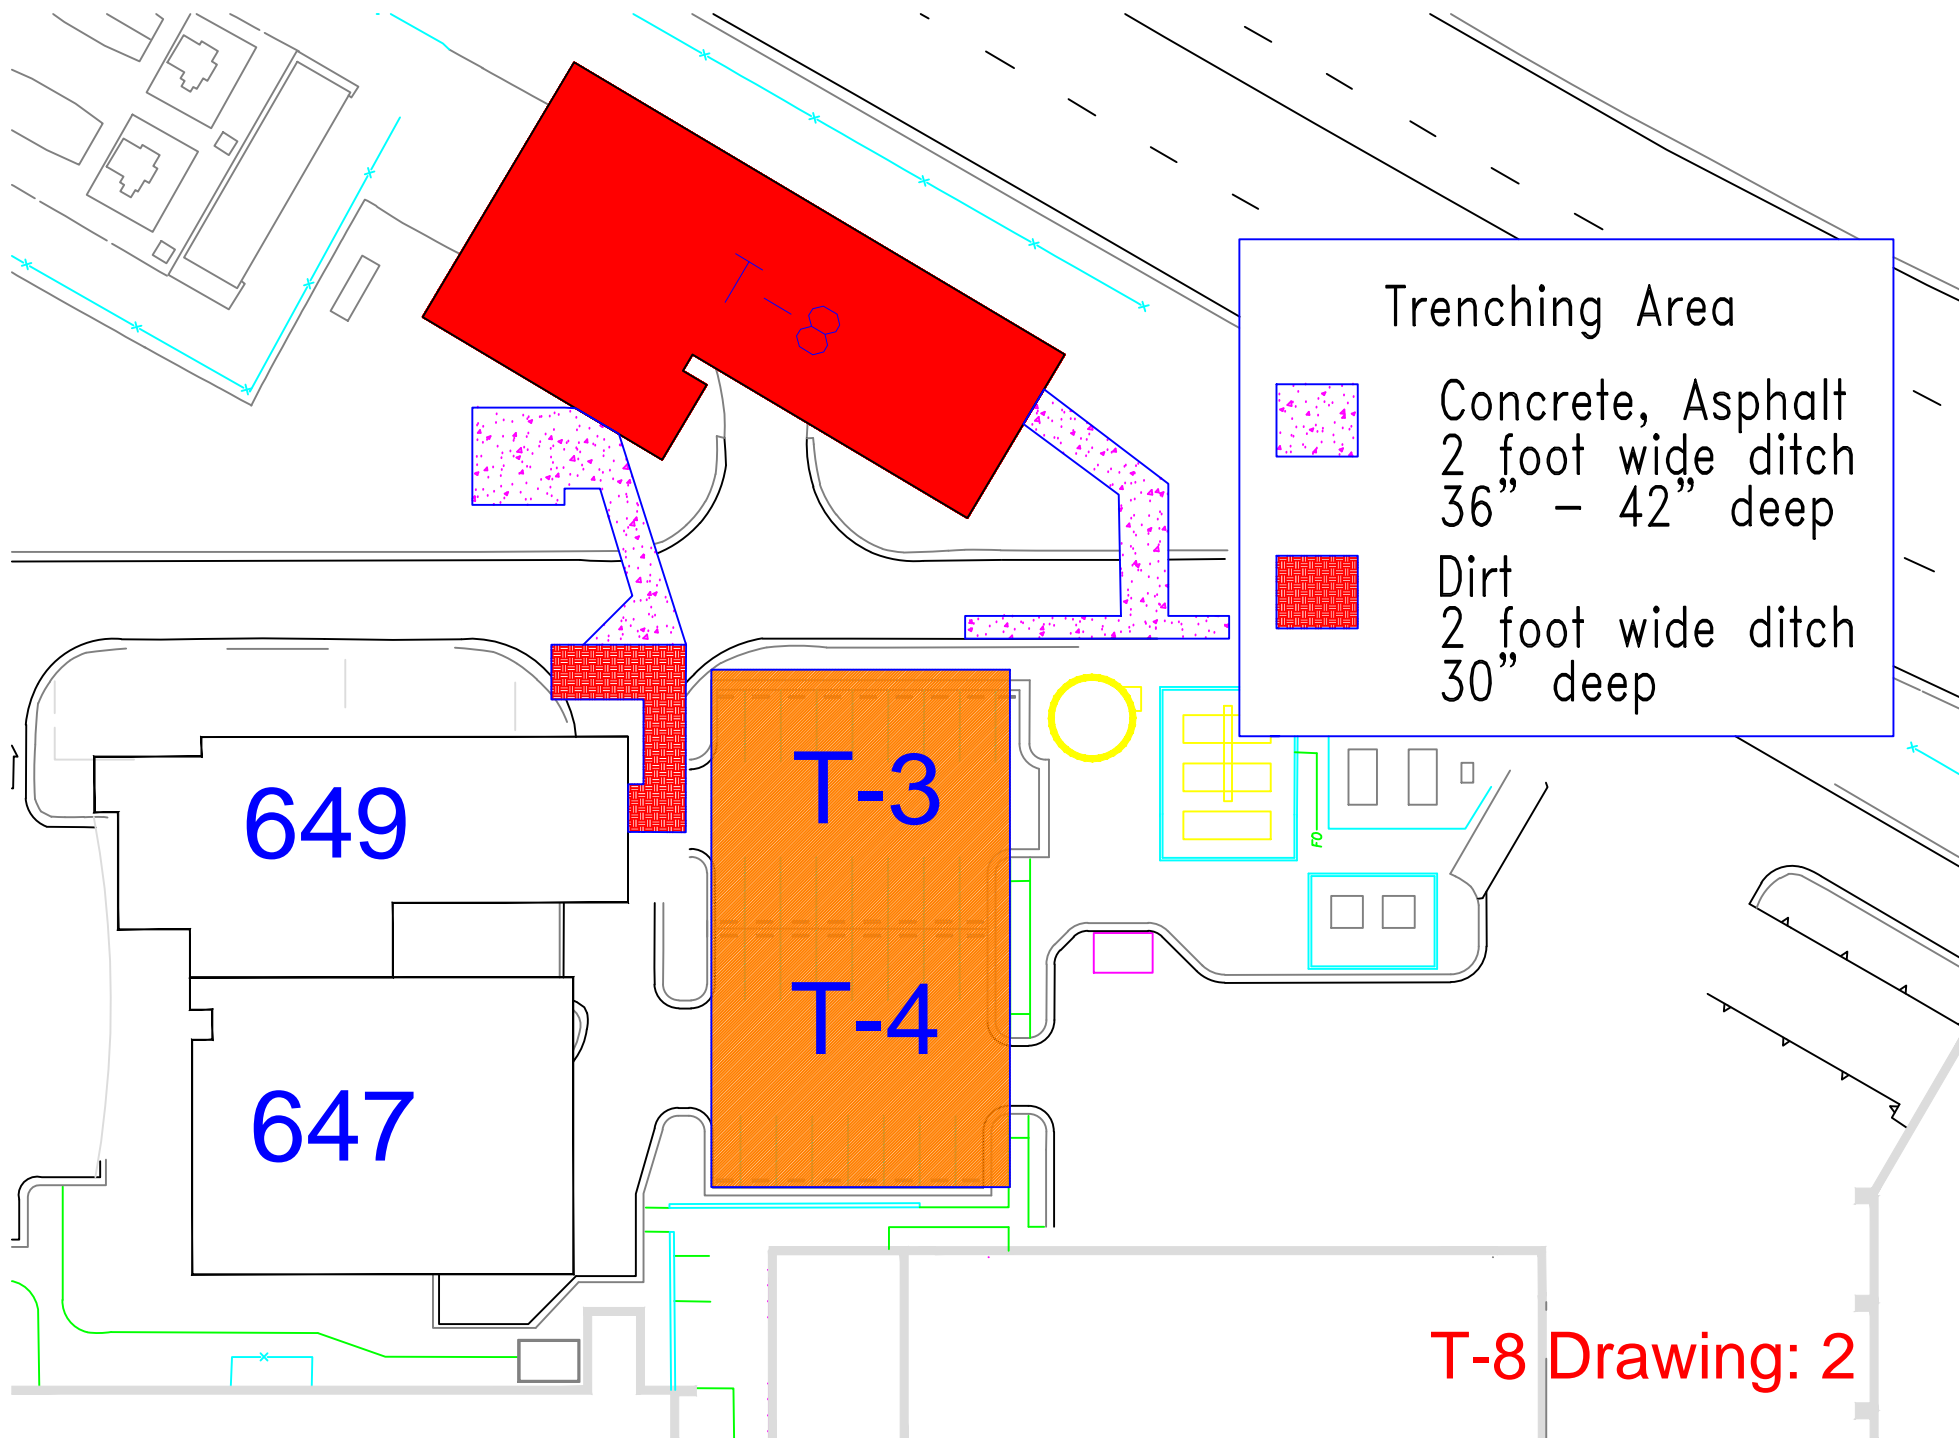 T-8
Trenching Area
Concrete, Asphalt
2 foot wide ditch
36” – 42” deep
Dirt
2 foot wide ditch
30” deep
T-3
649
FO
T-4
647
T-8 Drawing: 2